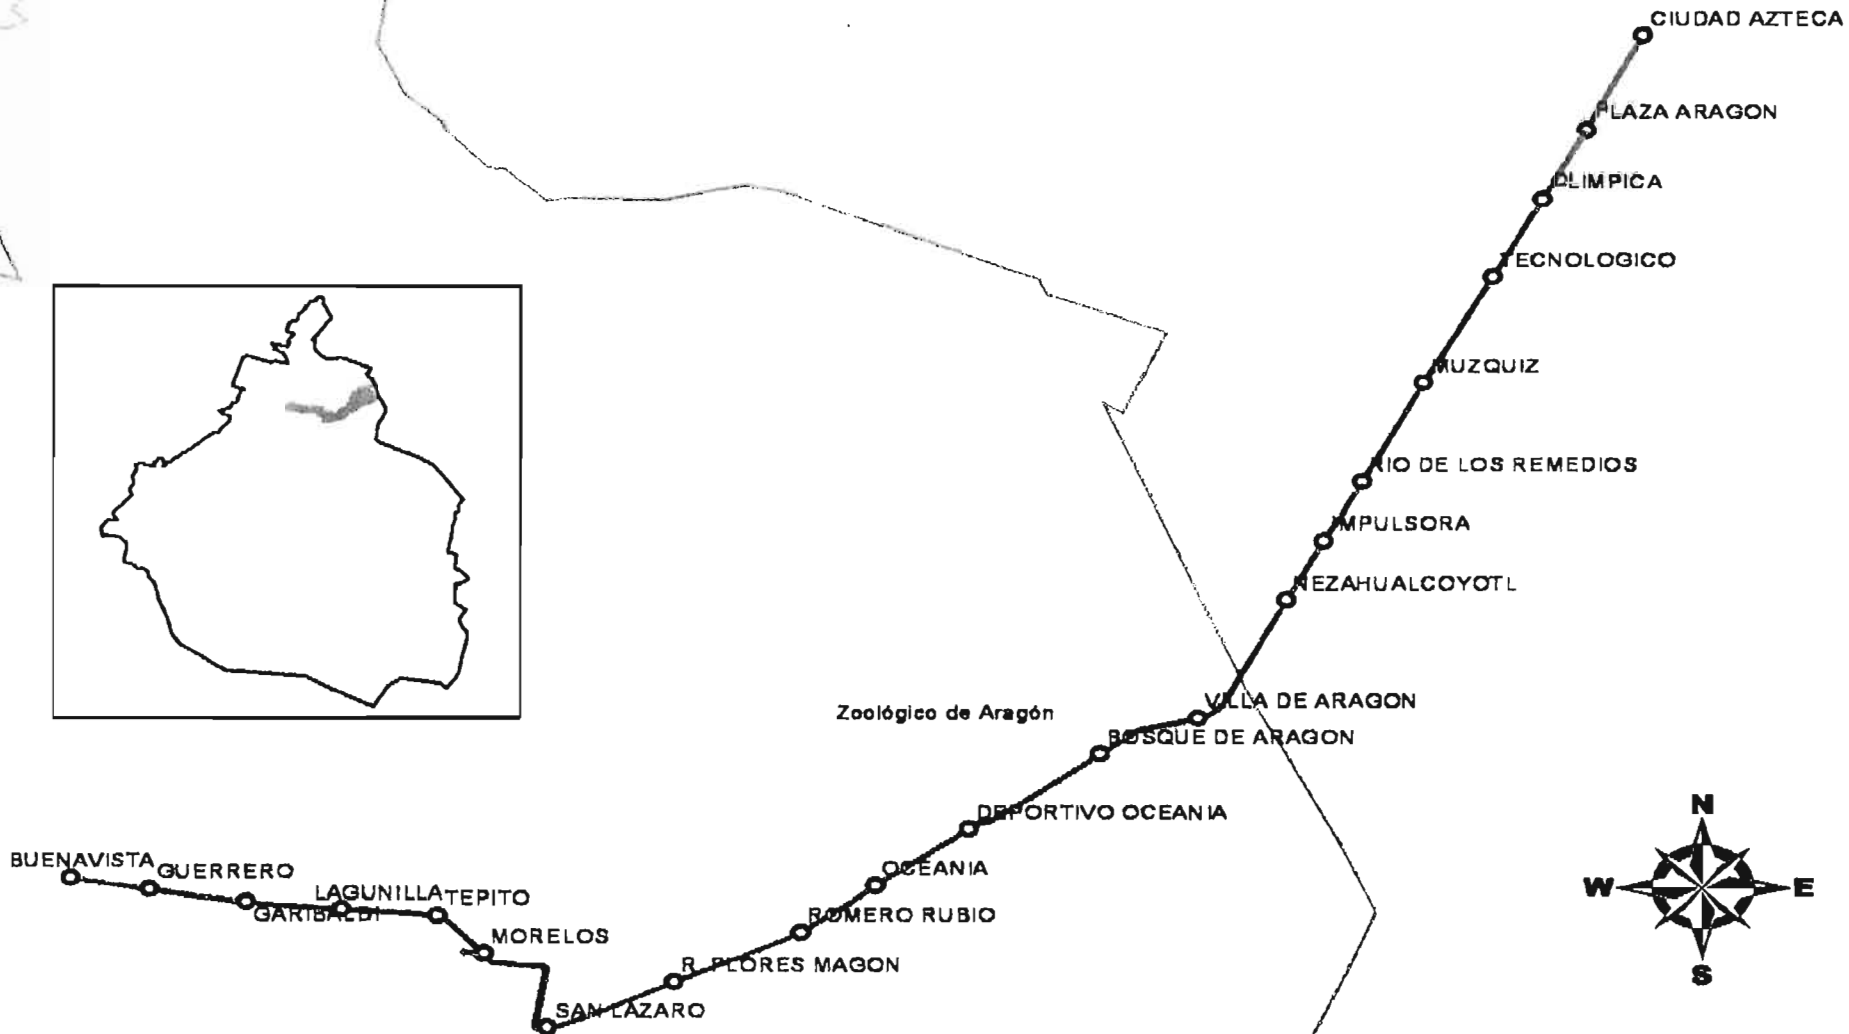 CIUDAD AZTECA
PLAZA ARAGON
OLIMPICA
TECNOLOGICO
MUZQUIZ
RIO DE LOS REMEDIOS
IMPULSORA
NEZAHUALCOYOTL
VILLA DE ARAGON
Zoológico de Aragón
BOSQUE DE ARAGON
DEPORTIVO OCEANIA
OCEANIA
ROMERO RUBIO
R. FLORES MAGON
SAN LAZARO
MORELOS
TEPITO
LAGUNILLA
GARIBALDI
GUERRERO
BUENAVISTA
N
W
E
S